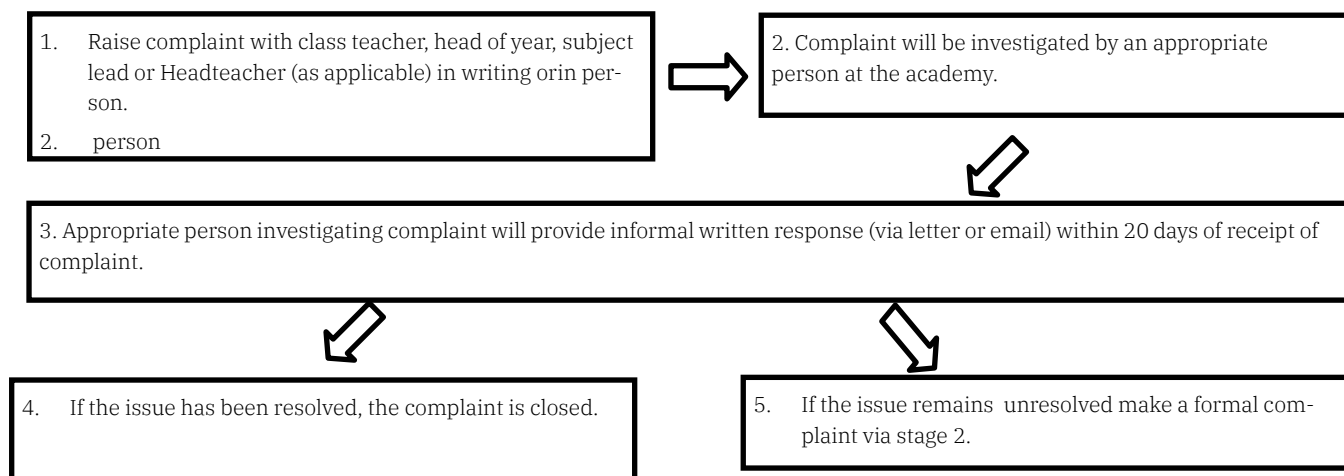 1. Raise complaint with class teacher, head of year, subject
lead or Headteacher (as applicable) in writing orin per-
son.
2. person
2. Complaint will be investigated by an appropriate
person at the academy.
3. Appropriate person investigating complaint will provide informal written response (via letter or email) within 20 days of receipt of
complaint.
4. If the issue has been resolved, the complaint is closed.
5. If the issue remains unresolved make a formal com-
plaint via stage 2.